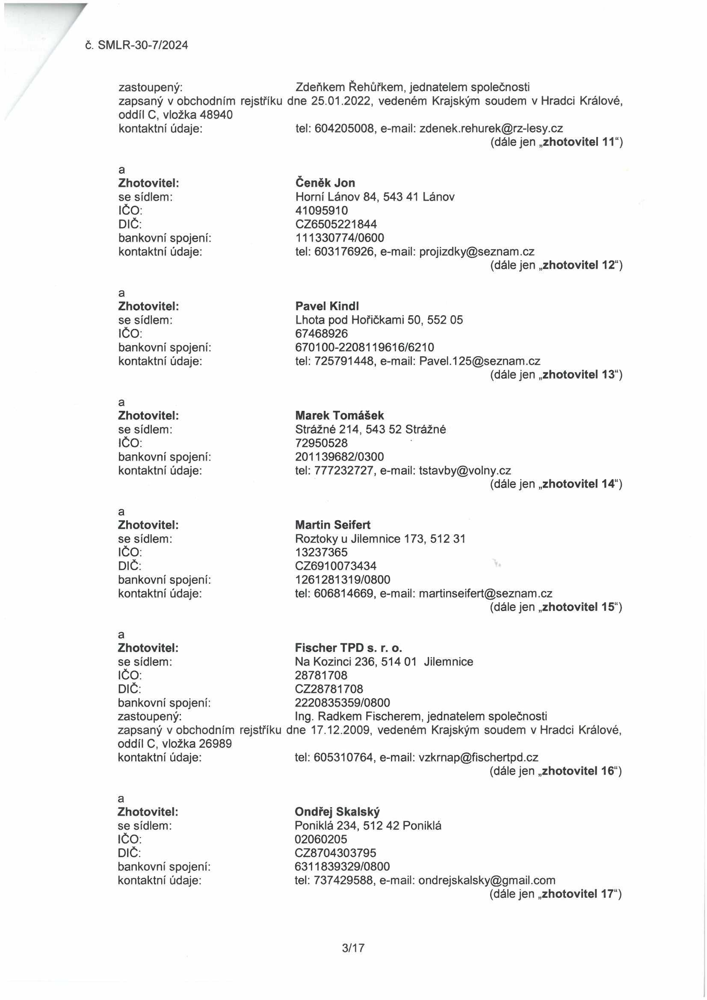 č. SMLR-30-7/2024
zastoupený: Zdeňkem Řehůřkem, jednatelem společnosti
zapsaný v obchodním rejstříku dne 25.01.2022, vedeném Krajským soudem v Hradci Králové,
oddíl C, vložka 48940
kontaktní údaje: tel: 604205008, e-mail: zdenek.rehurek@rz-lesy.cz
(dále jen „zhotovitel 11“)
a
Zhotovitel: Čeněk Jon
se sídlem: Horní Lánov 84, 543 41 Lánov
IČO: 41095910
DIČ: CZ6505221844
bankovní spojení: 111330774/0600
kontaktní údaje: tel: 603176926, e-mail: projizdky@seznam.cz
(dále jen „zhotovitel 12“)
a
Zhotovitel: Pavel Kindl
se sídlem: Lhota pod Hořičkami 50, 552 05
IČO: 67468926
bankovní spojení: 670100-2208119616/6210
kontaktní údaje: tel: 725791448, e-mail: Pavel.125@seznam.cz
(dále jen „zhotovitel 13“)
a
Zhotovitel: Marek Tomášek
se sídlem: Strážné 214, 543 52 Strážné
IČO: 72950528
bankovní spojení: 201139682/0300
kontaktní údaje: tel: 777232727, e-mail: tstavby@volny.cz
(dále jen „zhotovitel 14“)
a
Zhotovitel: Martin Seifert
se sídlem: Roztoky u Jilemnice 173, 512 31
IČO: 13237365
DIČ: CZ6910073434
bankovní spojení: 1261281319/0800
kontaktní údaje: tel: 606814669, e-mail: martinseifert@seznam.cz
(dále jen „zhotovitel 15“)
a
Zhotovitel: Fischer TPD s. r. o.
se sídlem: Na Kozinci 236, 514 01 Jilemnice
IČO: 28781708
DIČ: CZ28781708
bankovní spojení: 2220835359/0800
zastoupený: Ing. Radkem Fischerem, jednatelem společnosti
zapsaný v obchodním rejstříku dne 17.12.2009, vedeném Krajským soudem v Hradci Králové,
oddíl C, vložka 26989
kontaktní údaje: tel: 605310764, e-mail: vzkrnap@fischertpd.cz
(dále jen „zhotovitel 16“)
a
Zhotovitel: Ondřej Skalský
se sídlem: Poniklá 234, 512 42 Poniklá
IČO: 02060205
DIČ: CZ8704303795
bankovní spojení: 6311839329/0800
kontaktní údaje: tel: 737429588, e-mail: ondrejskalsky@gmail.com
(dále jen „zhotovitel 17“)
3/17